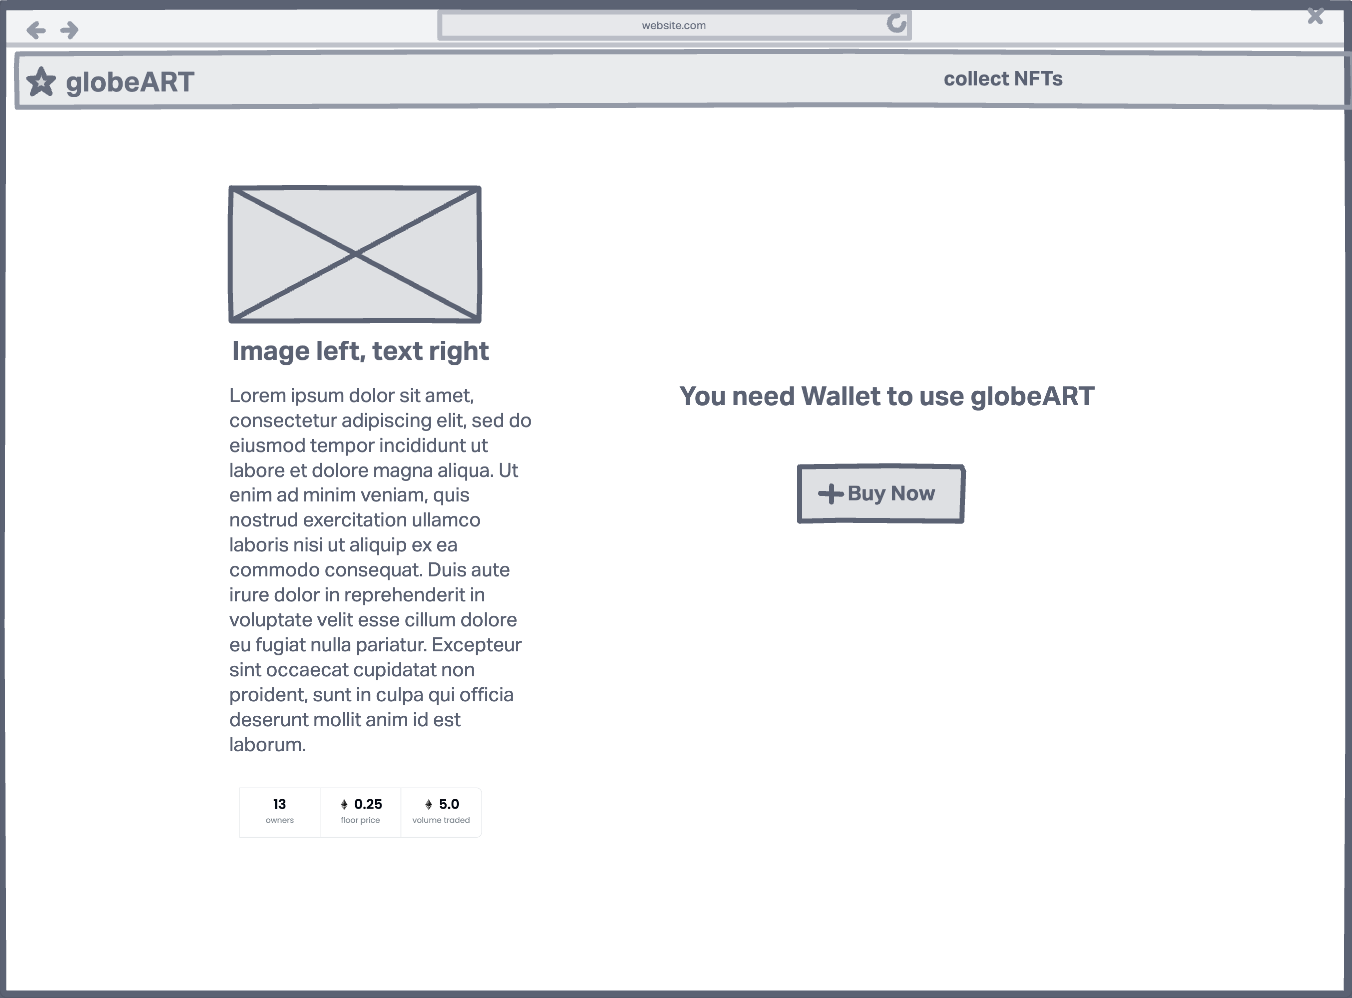 website.com
globeART
collect NFTs
Image left, text right
Lorem ipsum dolor sit amet,
consectetur adipiscing elit, sed do
eiusmod tempor incididunt ut
labore et dolore magna aliqua. Ut
enim ad minim veniam, quis
nostrud exercitation ullamco
laboris nisi ut aliquip ex ea
commodo consequat. Duis aute
irure dolor in reprehenderit in
voluptate velit esse cillum dolore
eu fugiat nulla pariatur. Excepteur
sint occaecat cupidatat non
proident, sunt in culpa qui officia
deserunt mollit anim id est
laborum.
13
owners
0.25
floor price
5.0
volume traded
You need Wallet to use globeART
Buy Now